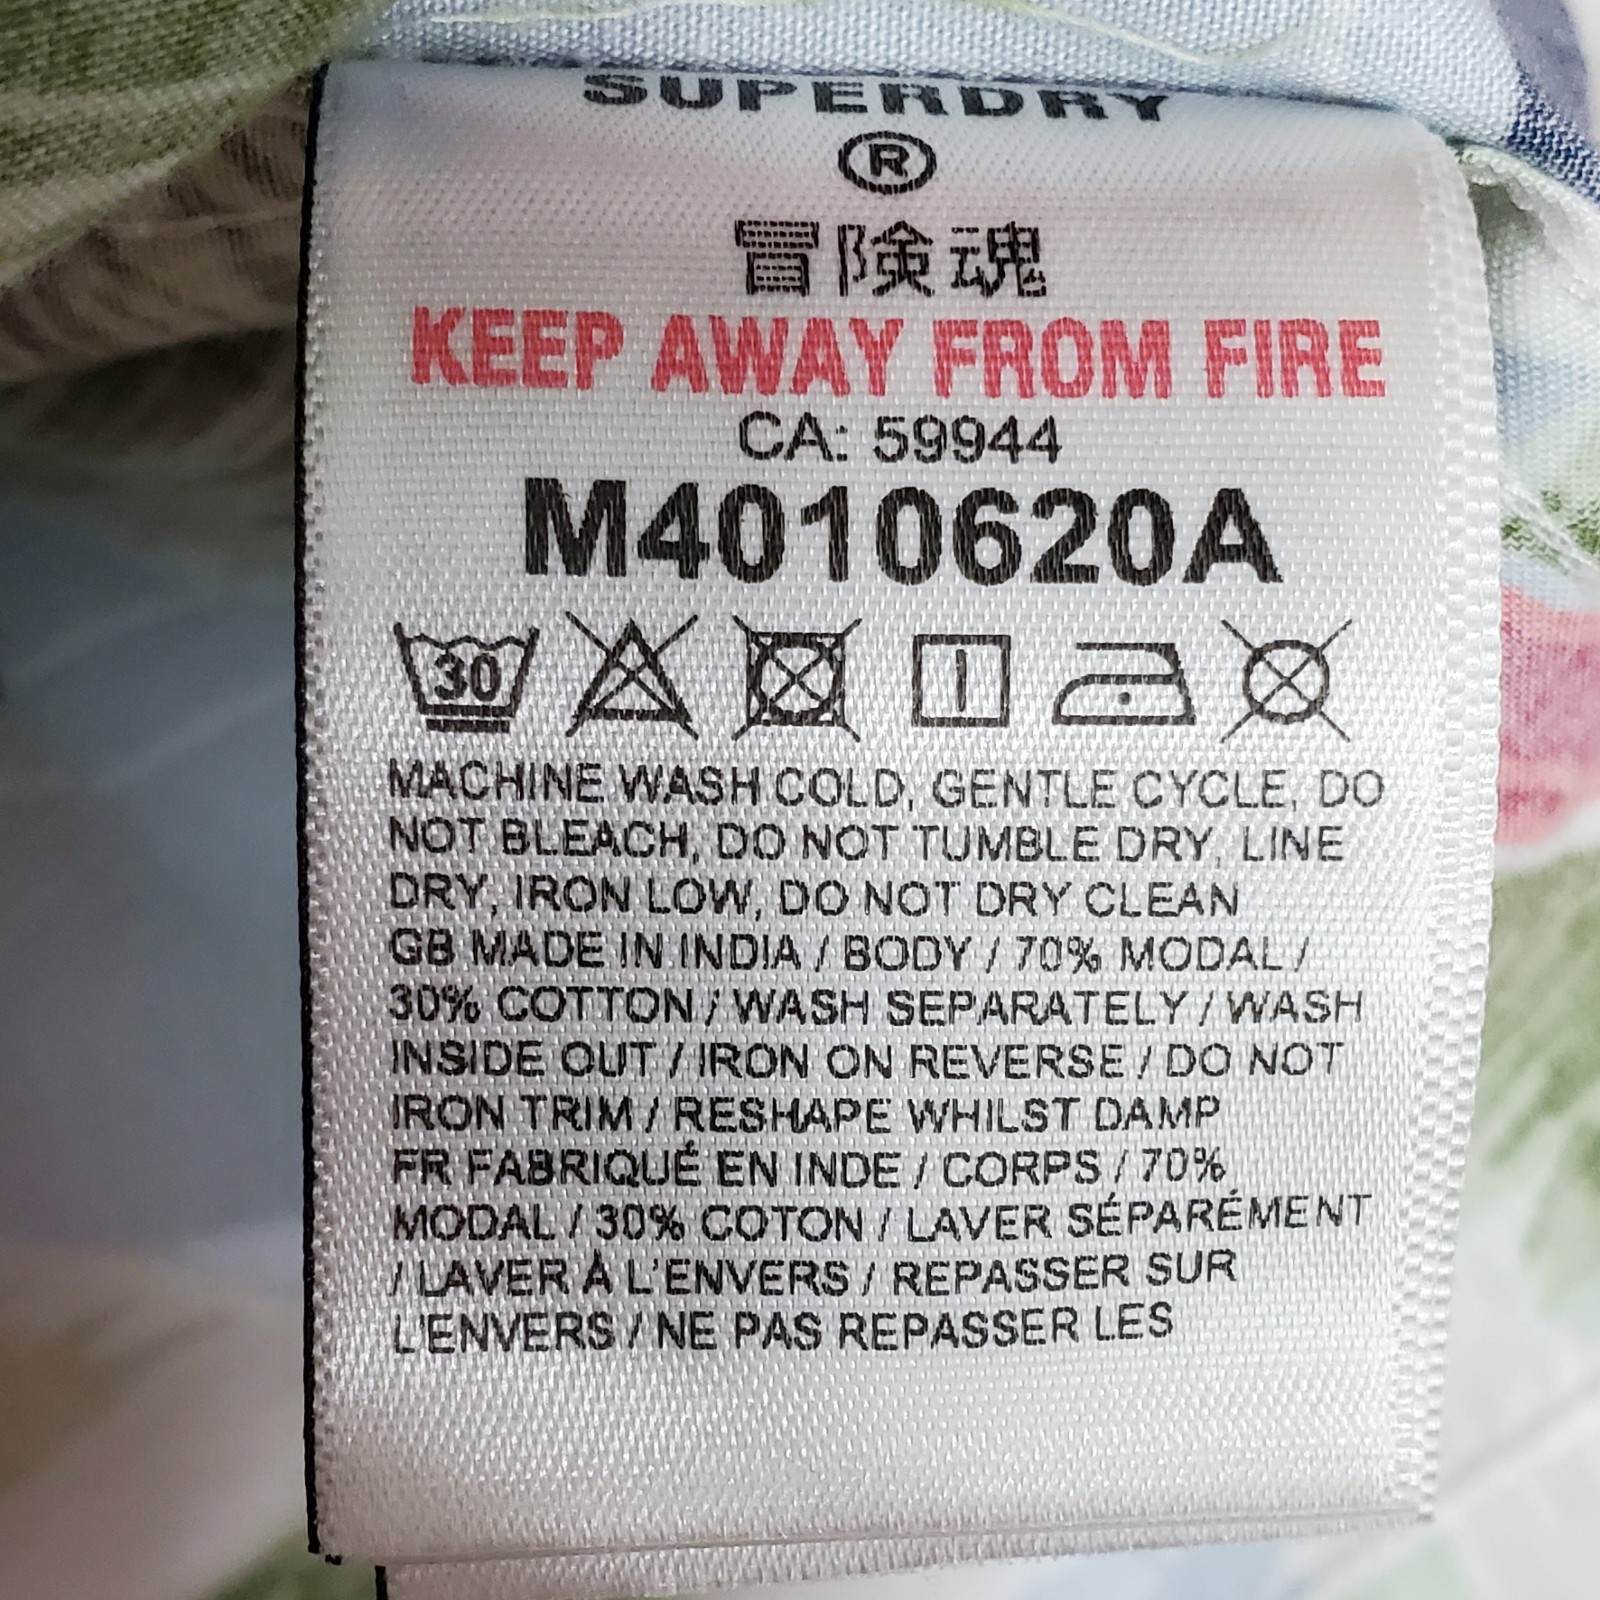 SUPERDRY
®
冒険魂
KEEP AWAY FROM FIRE
CA: 59944
M4010620A
30
MACHINE WASH COLD, GENTLE CYCLE, DO
NOT BLEACH, DO NOT TUMBLE DRY, LINE
DRY, IRON LOW, DO NOT DRY CLEAN
GB MADE IN INDIA / BODY / 70% MODAL /
30% COTTON / WASH SEPARATELY / WASH
INSIDE OUT / IRON ON REVERSE / DO NOT
IRON TRIM / RESHAPE WHILST DAMP
FR FABRIQUÉ EN INDE / CORPS / 70%
MODAL / 30% COTON / LAVER SÉPARÉMENT
/ LAVER À L'ENVERS / REPASSER SUR
L'ENVERS / NE PAS REPASSER LES